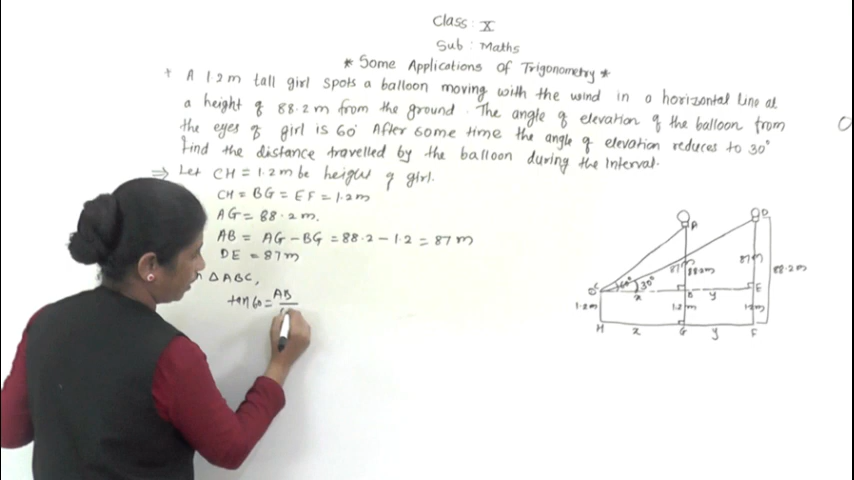 Class : X
Sub : Maths
* Some Applications Of Trigonometry *
+ A 1.2 m tall girl spots a balloon moving with the wind in a horizontal line at
a height of 88.2 m from the ground. The angle of elevation of the balloon from
the eyes of girl is 60° After some time the angle of elevation reduces to 30°
find the distance travelled by the balloon during the interval.
⇒ Let CH = 1.2 m be height of girl.
CH = BG = EF = 1.2 m
AG = 88.2 m.
AB = AG - BG = 88.2 - 1.2 = 87 m
DE = 87 m
△ABC,
tan 60 = AB
A
D
87m
88.2m
87m
88.2 m
C
60°
30°
x
B
y
E
1.2m
1.2m
1.2m
H
x
G
y
F